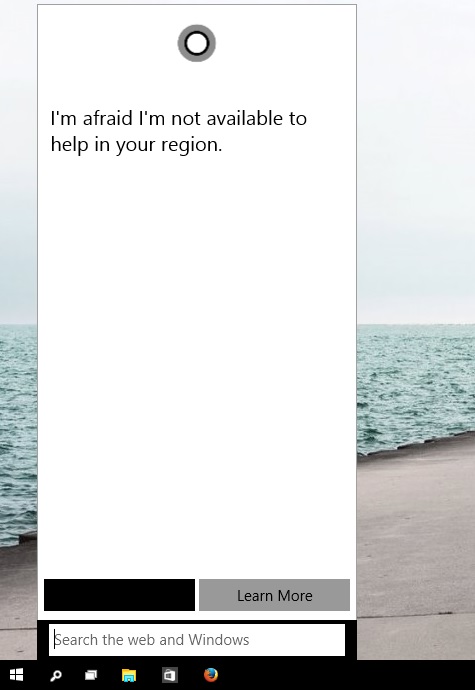 I'm afraid I'm not available to
help in your region.
Learn More
Search the web and Windows